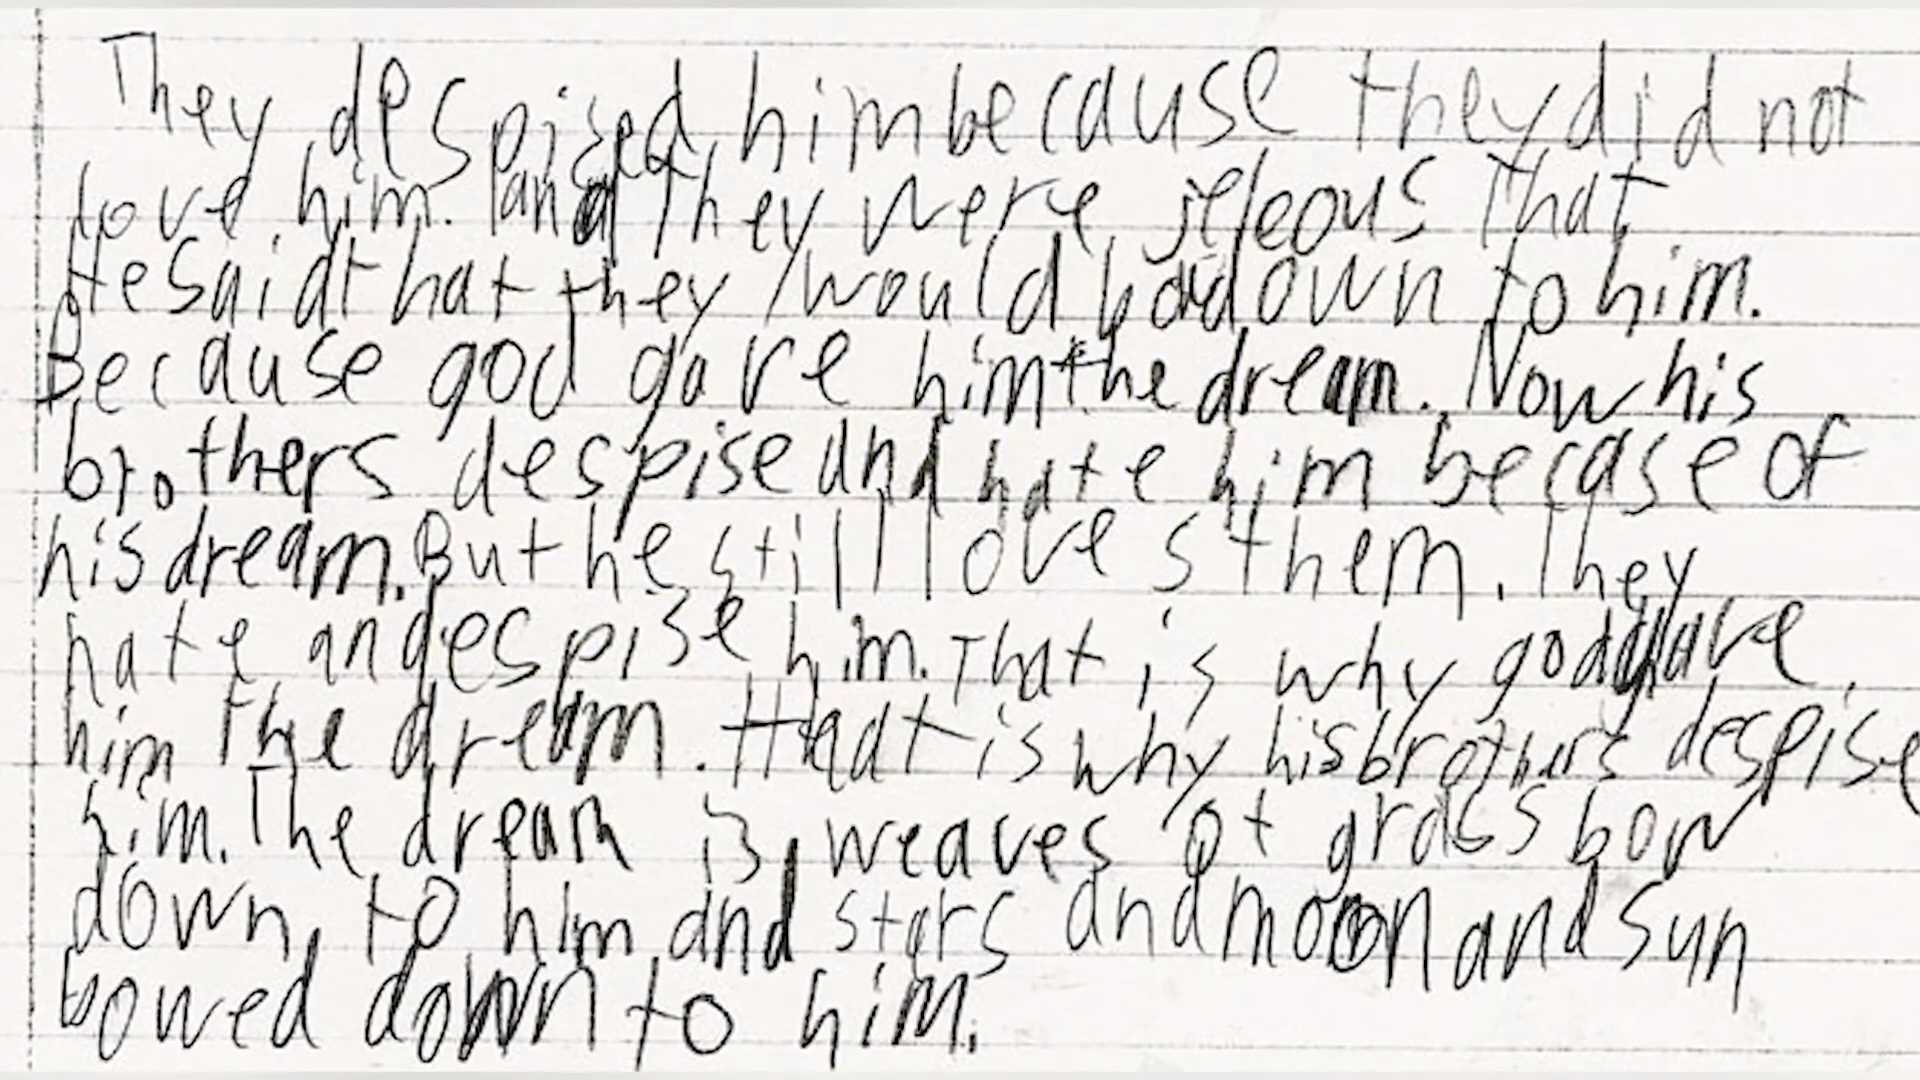 They despised him because they did not
love him. and They were jeleous That
He said that they would bow down to him.
Because god gave him the dream. Now his
brothers despise and hate him becase of
his dream. But he still loves them. They
hate an despise him. That is why god gave
him the dream. That is why his brothers despise
him. The dream is weaves of grass bow
down to him and stars and moon and sun
bowed down to him.